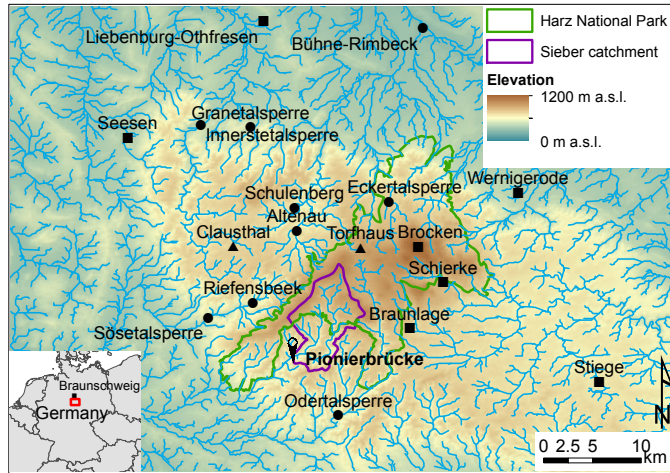 Harz National Park
Sieber catchment
Elevation
1200 m a.s.l.
0 m a.s.l.
Liebenburg-Othfresen
Bühne-Rimbeck
Seesen
Granetalsperre
Innerstetalsperre
Wernigerode
Schulenberg
Eckertalsperre
Altenau
Clausthal
Torfhaus
Brocken
Schierke
Riefensbeek
Sösetalsperre
Braunlage
Pionierbrücke
Stiege
Odertalsperre
Braunschweig
Germany
N
0 2.5 5 10
km